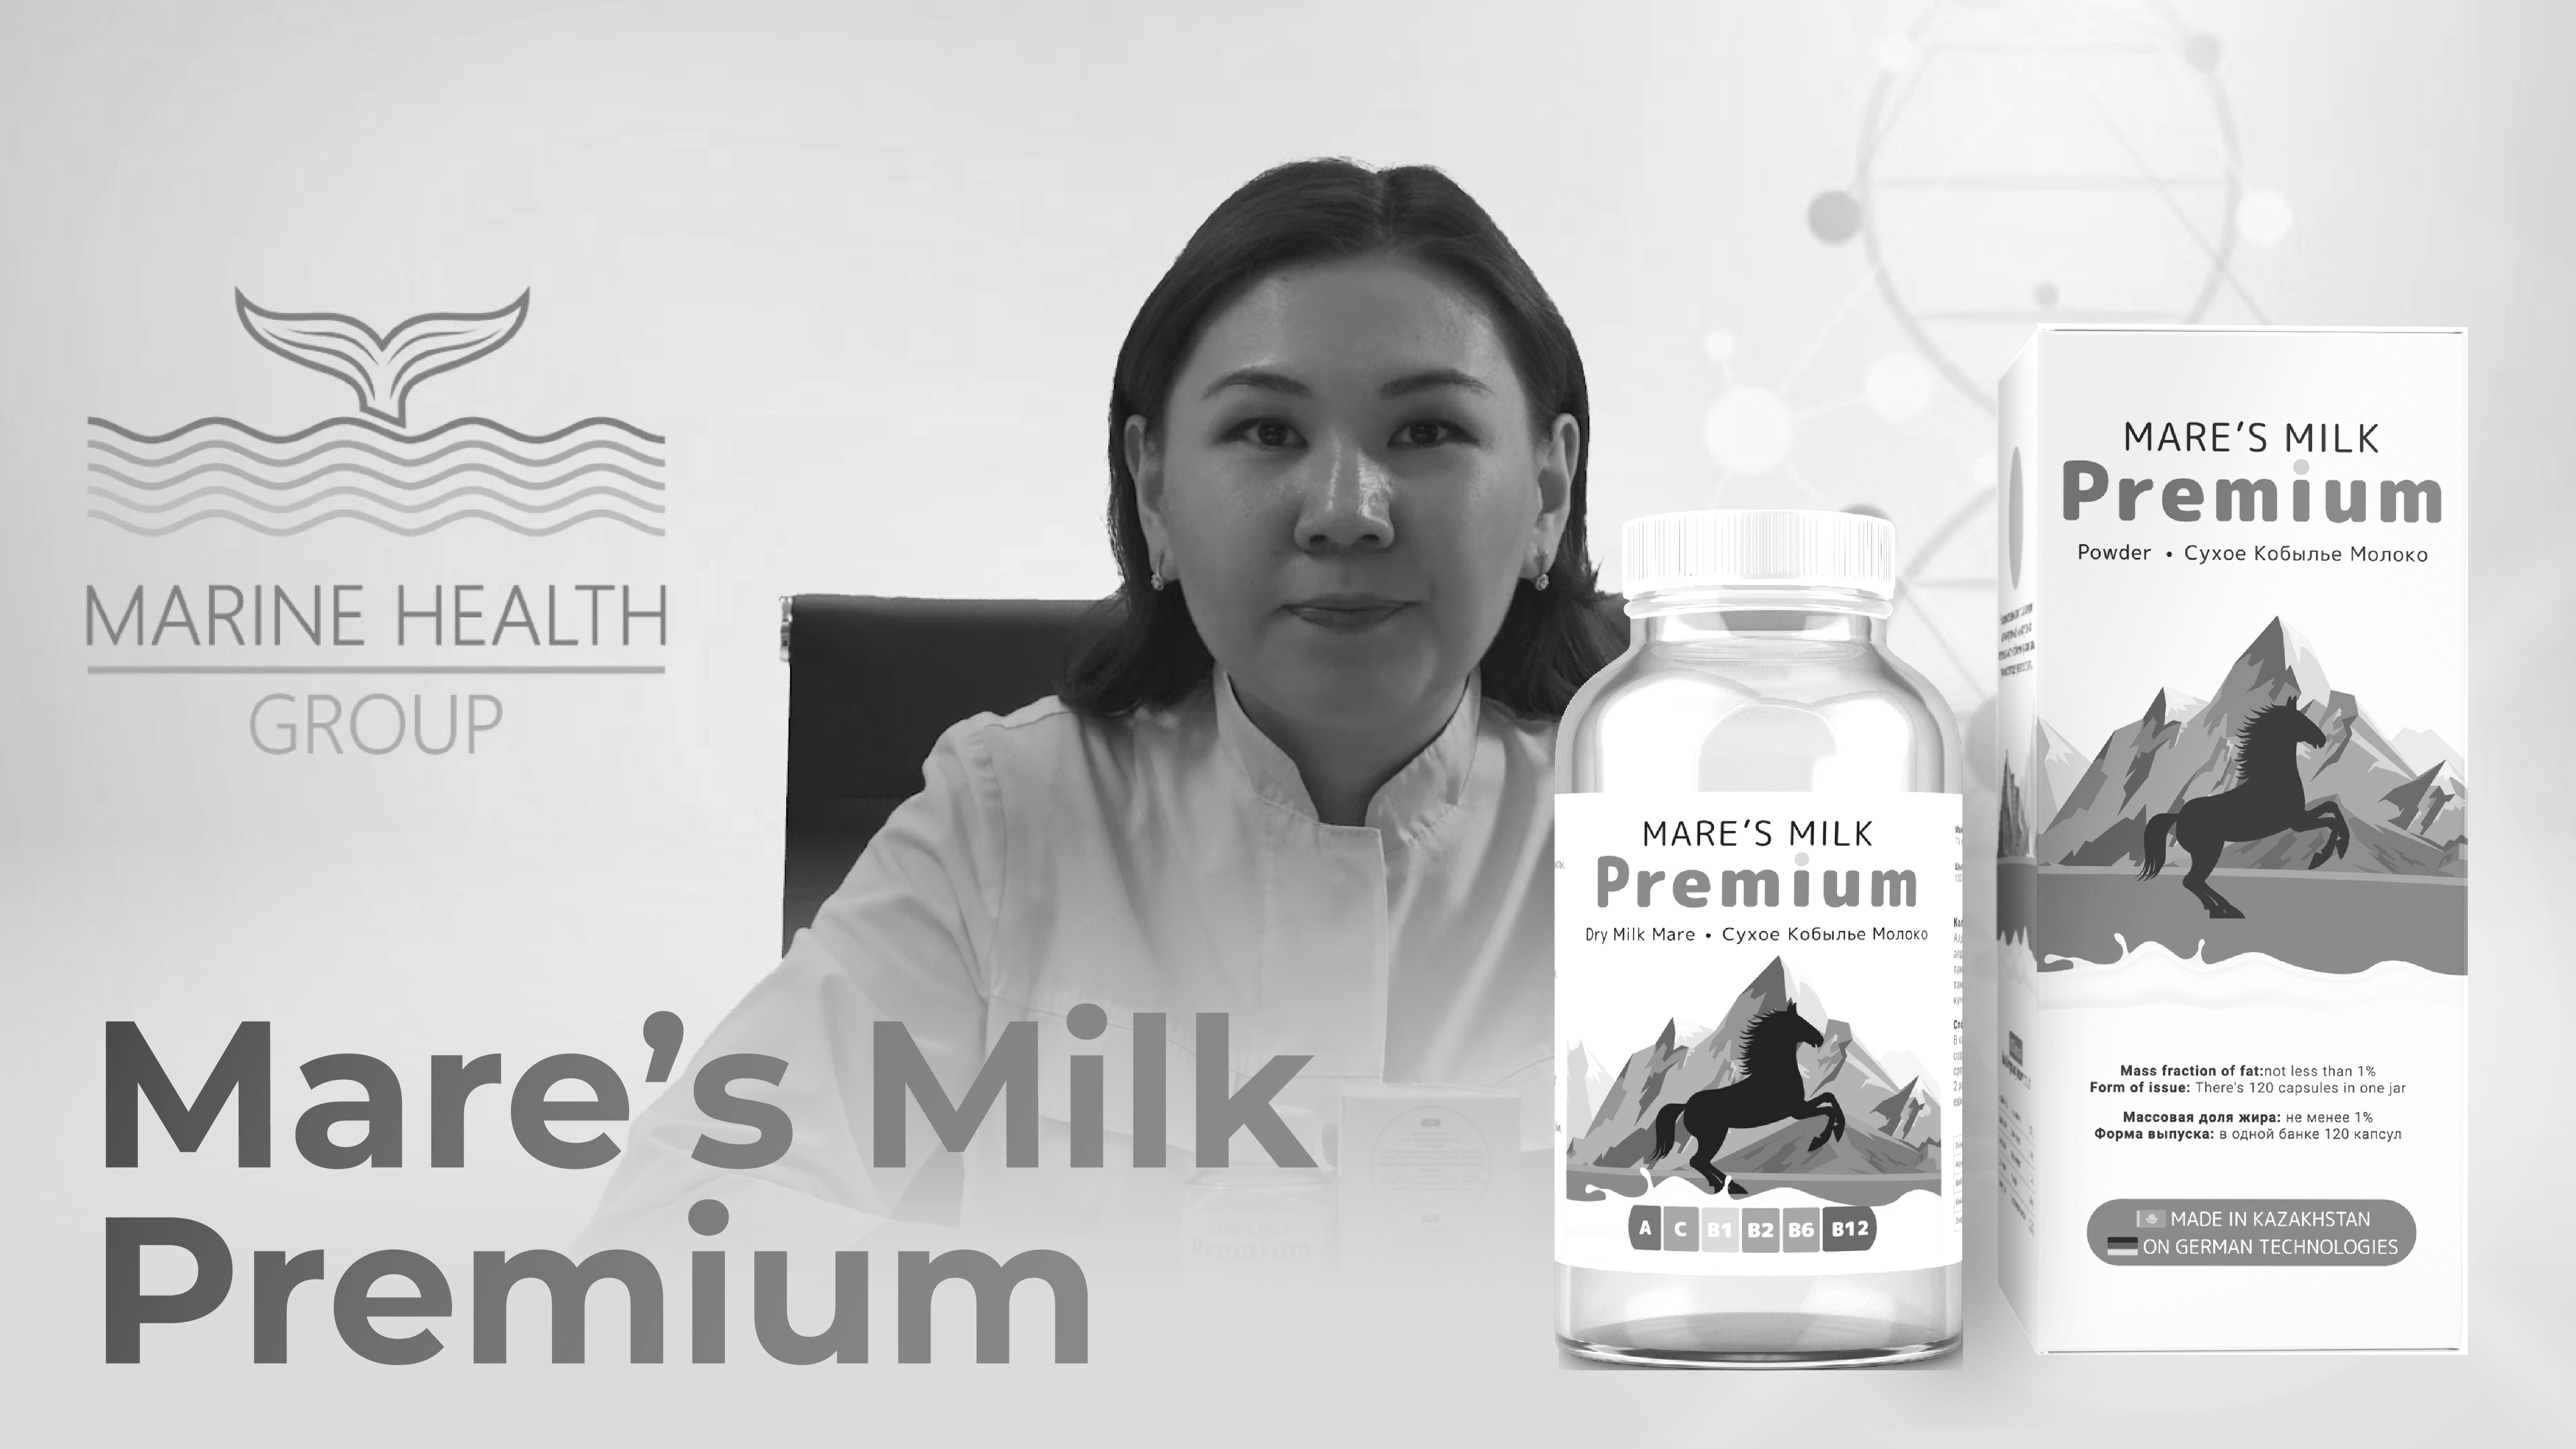 MARINE HEALTH
GROUP
Mare's Milk
Premium
MARE'S MILK
Premium
Dry Milk Mare • Сухое Кобылье Молоко
A C B1 B2 B6 B12
MARE'S MILK
Premium
Powder • Сухое Кобылье Молоко
Mass fraction of fat:not less than 1%
Form of issue: There's 120 capsules in one jar
Массовая доля жира: не менее 1%
Форма выпуска: в одной банке 120 капсул
MADE IN KAZAKHSTAN
ON GERMAN TECHNOLOGIES